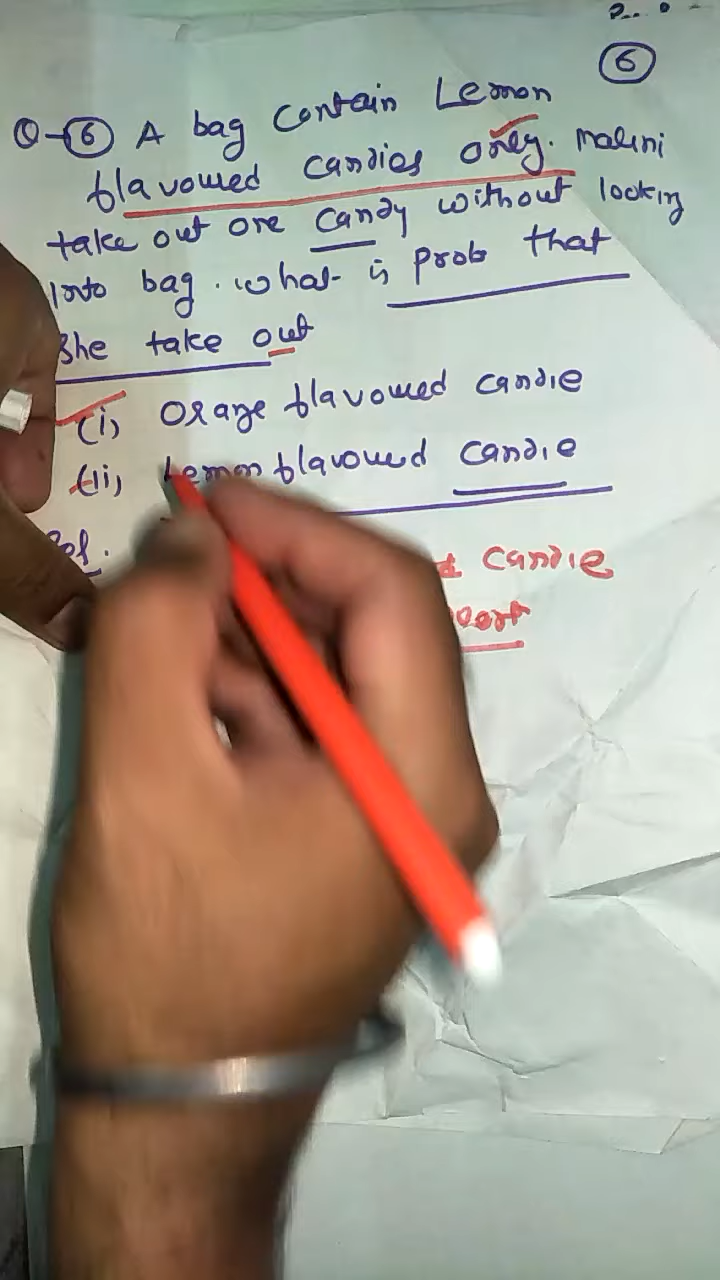 6
Q-6 A bag contain Lemon
flavoured candies only. Malini
take out one candy without looking
Into bag. what is prob that
She take out
(i) Orange flavoured candie
(ii) Lemon flavoured candie
Sol.
candie